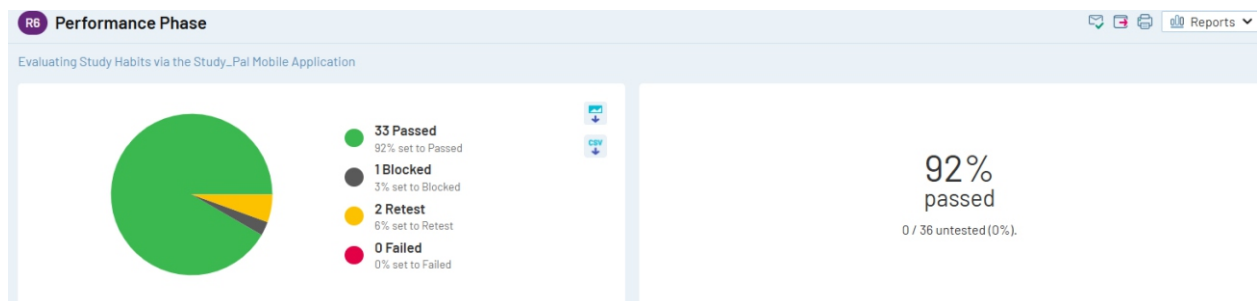 R6 Performance Phase
Reports
Evaluating Study Habits via the Study_Pal Mobile Application
33 Passed
92% set to Passed
1 Blocked
3% set to Blocked
2 Retest
6% set to Retest
0 Failed
0% set to Failed
CSV
92%
passed
0 / 36 untested (0%).